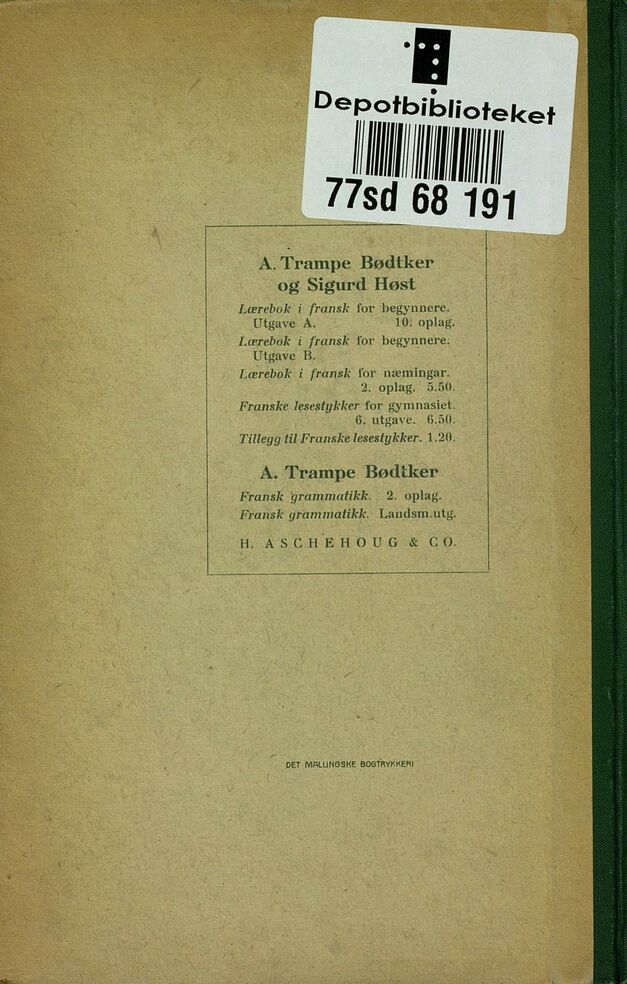 Depotbiblioteket
77sd 68 191
A. Trampe Bødtker
og Sigurd Høst
Lærebok i fransk for begynnere.
Utgave A. 10. oplag.
Lærebok i fransk for begynnere.
Utgave B.
Lærebok i fransk for næmingar.
2. oplag. 5.50.
Franske lesestykker for gymnasiet.
6. utgave. 6.50.
Tillegg til Franske lesestykker. 1.20.
A. Trampe Bødtker
Fransk grammatikk. 2. oplag.
Fransk grammatikk. Landsm.utg.
H. ASCHEHOUG & CO.
DET MALLINGSKE BOGTRYKKERI